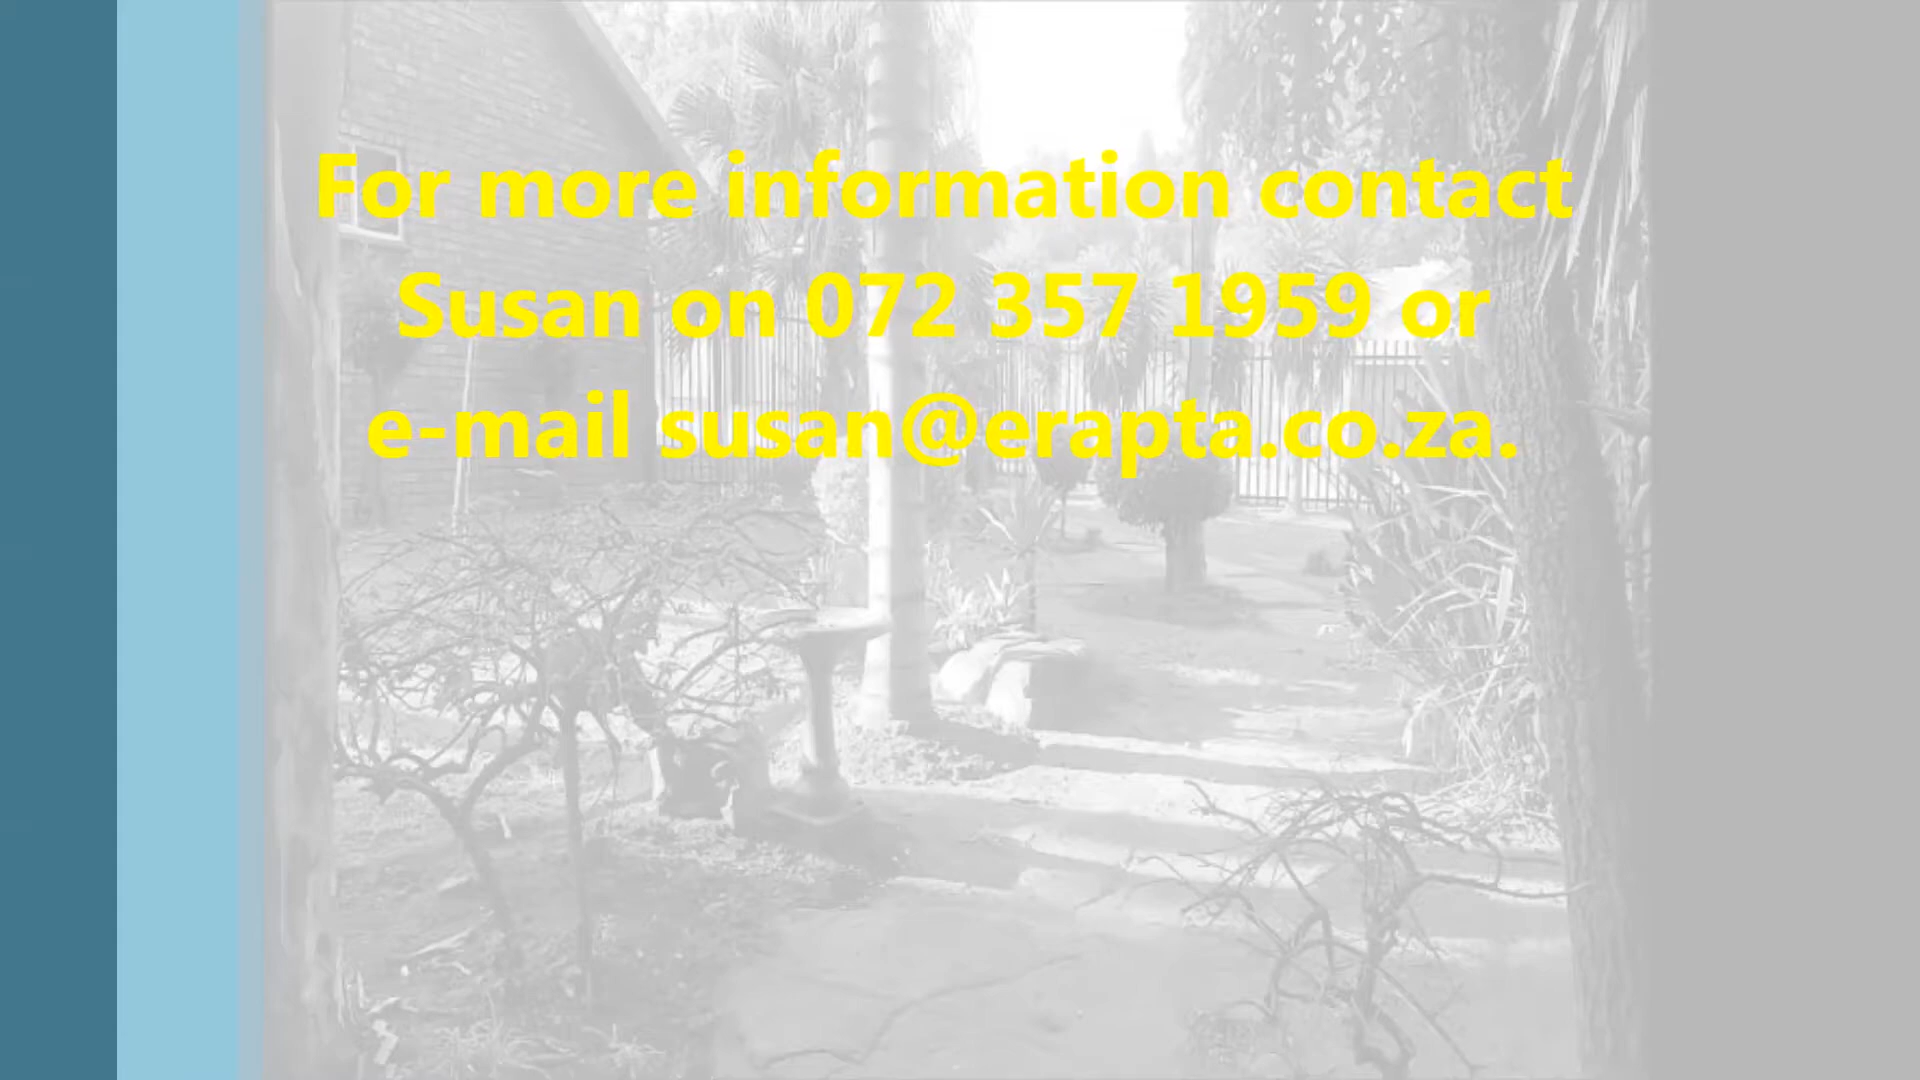 For more information contact
Susan on 072 357 1959 or
e-mail susan@erapta.co.za.